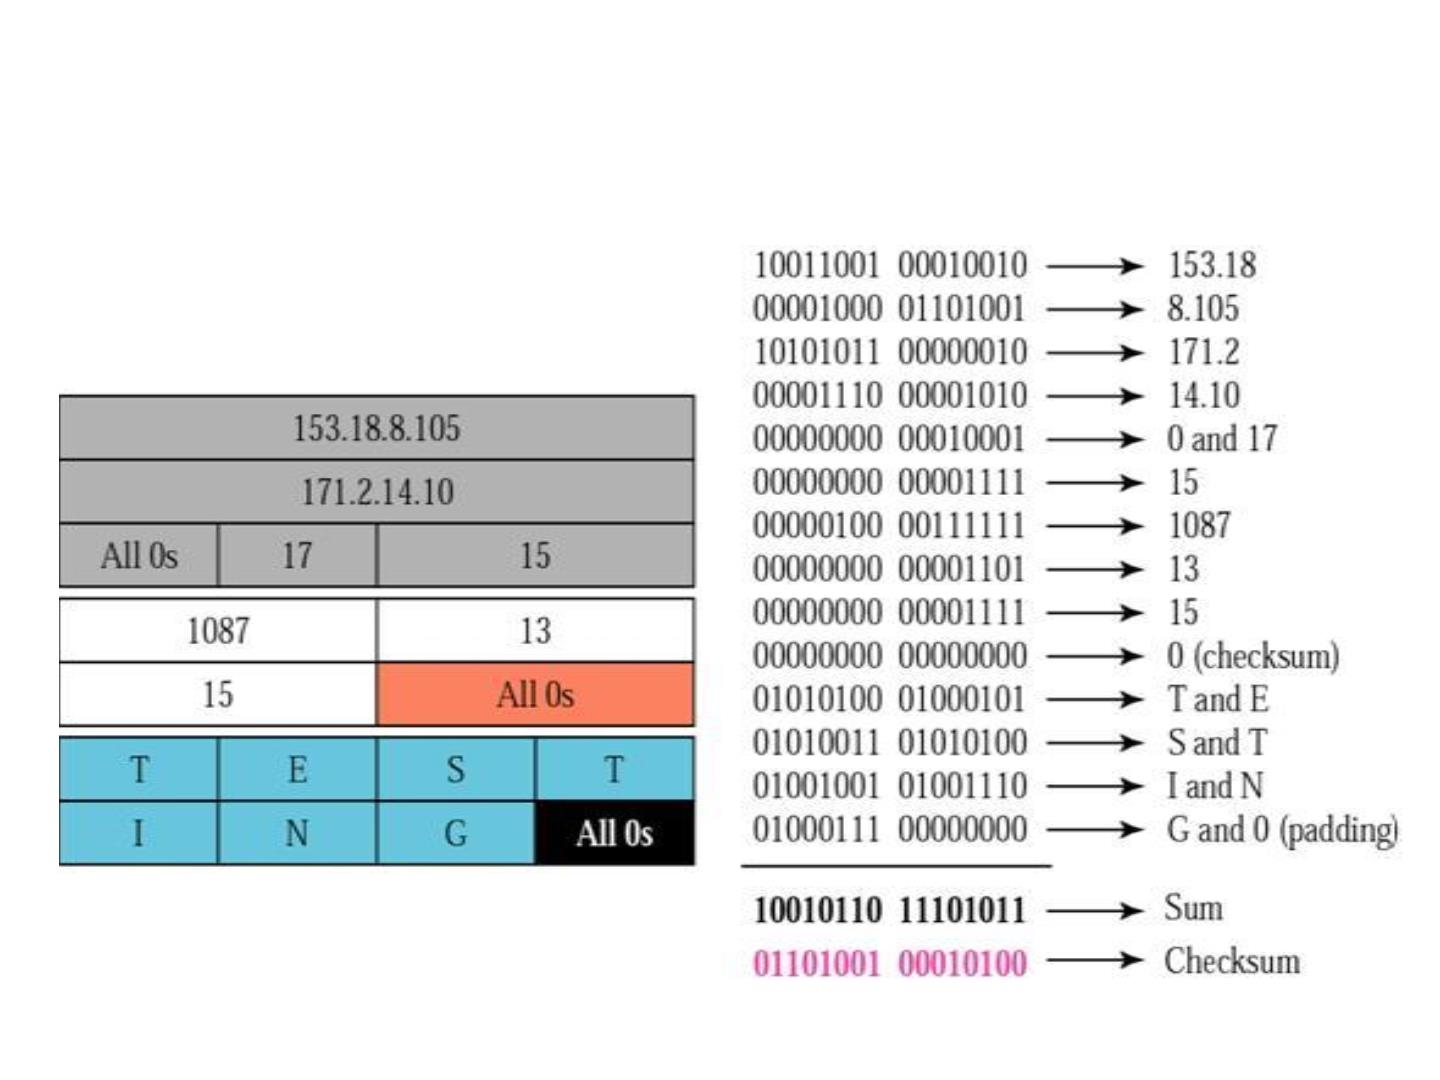 153.18.8.105
171.2.14.10
All 0s 17 15
1087 13
15 All 0s
T E S T
I N G All 0s
10011001 00010010 153.18
00001000 01101001 8.105
10101011 00000010 171.2
00001110 00001010 14.10
00000000 00010001 0 and 17
00000000 00001111 15
00000100 00111111 1087
00000000 00001101 13
00000000 00001111 15
00000000 00000000 0 (checksum)
01010100 01000101 T and E
01010011 01010100 S and T
01001001 01001110 I and N
01000111 00000000 G and 0 (padding)
10010110 11101011 Sum
01101001 00010100 Checksum